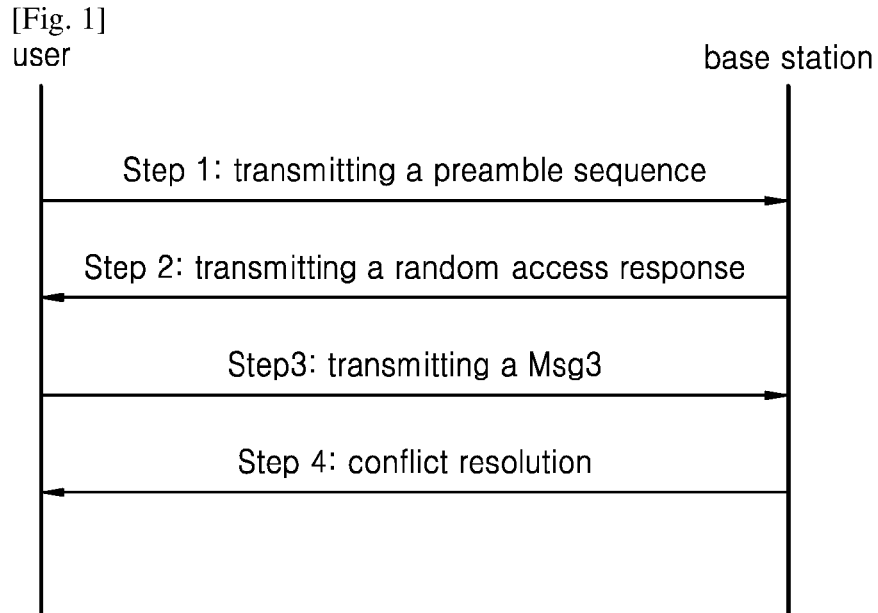 [Fig. 1]
user
base station
Step 1: transmitting a preamble sequence
Step 2: transmitting a random access response
Step3: transmitting a Msg3
Step 4: conflict resolution